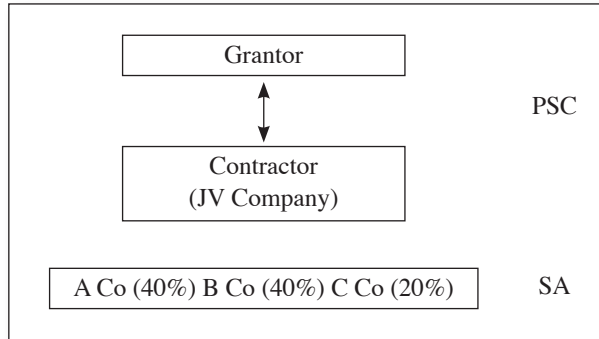 Grantor
PSC
Contractor
(JV Company)
A Co (40%) B Co (40%) C Co (20%)
SA